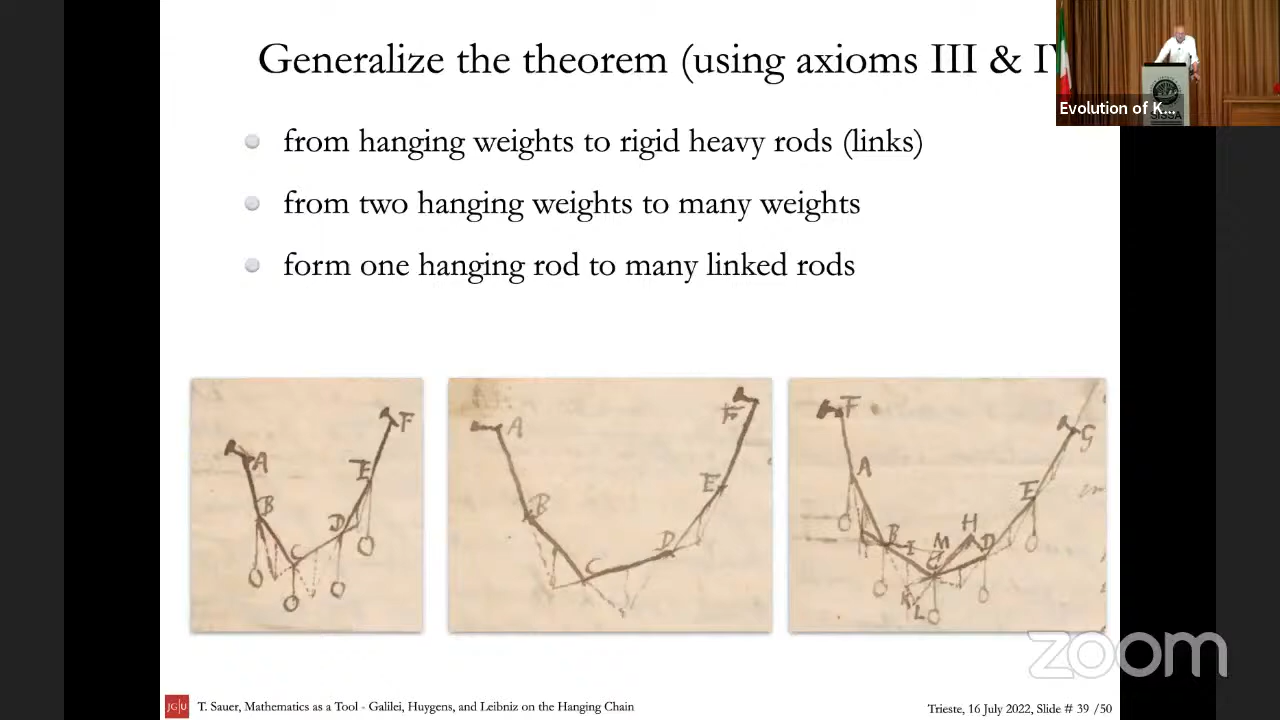 Generalize the theorem (using axioms III & IV
from hanging weights to rigid heavy rods (links)
from two hanging weights to many weights
form one hanging rod to many linked rods
Evolution of K...
SISSA
A
B
C
D
E
F
A
B
C
D
E
F
F
A
B
I
M
C
H
D
E
G
K
L
zoom
JG|U
T. Sauer, Mathematics as a Tool - Galilei, Huygens, and Leibniz on the Hanging Chain
Trieste, 16 July 2022, Slide # 39 /50